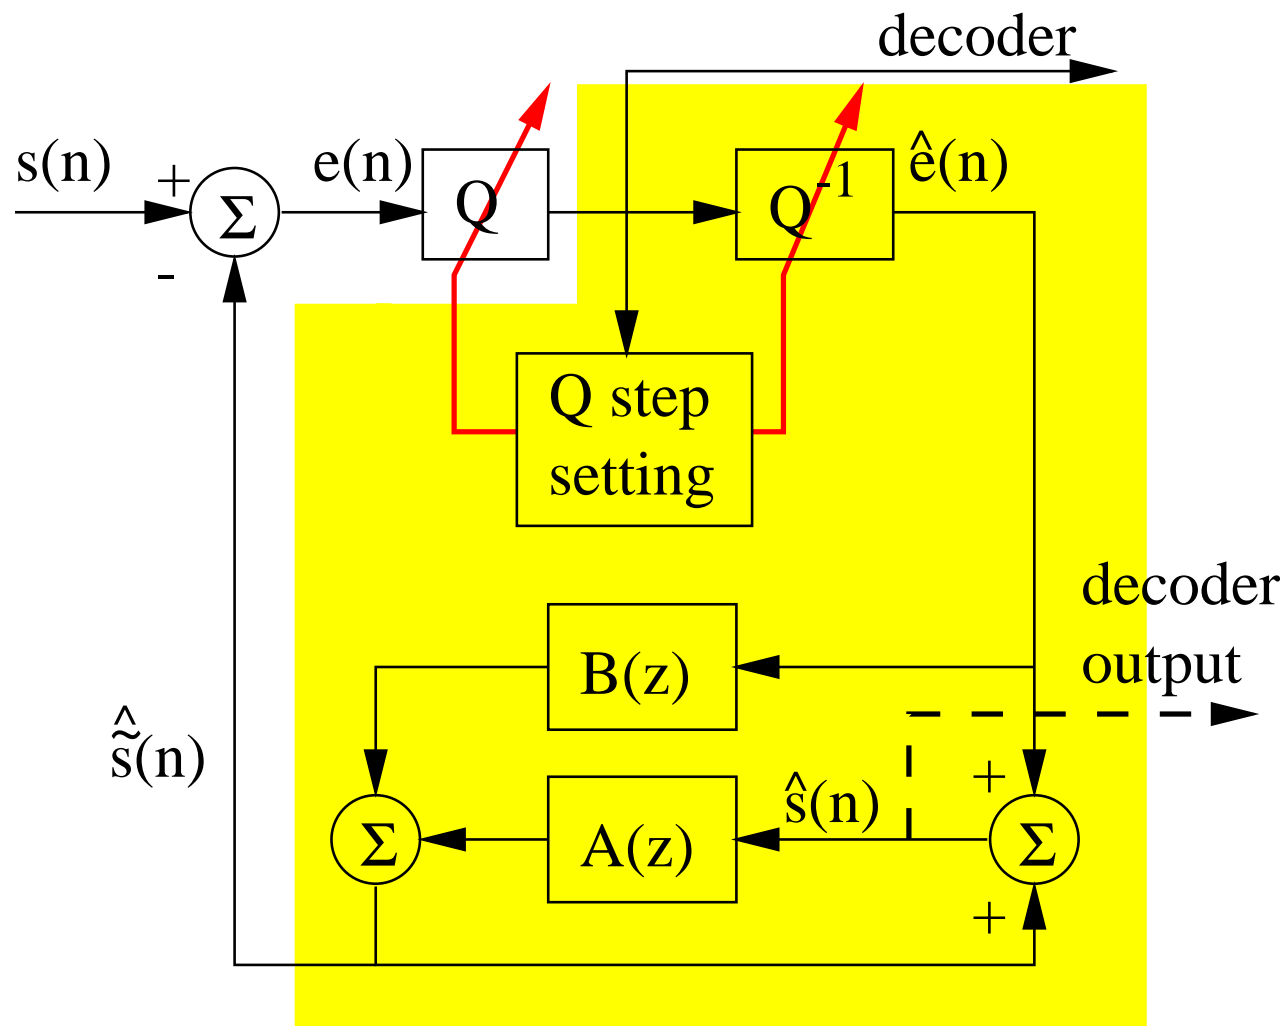 decoder
s(n)
+
e(n)
Q
Q⁻¹
ê(n)
Σ
-
Q step
setting
decoder
output
B(z)
s̃̂(n)
+
ŝ(n)
Σ
A(z)
Σ
+